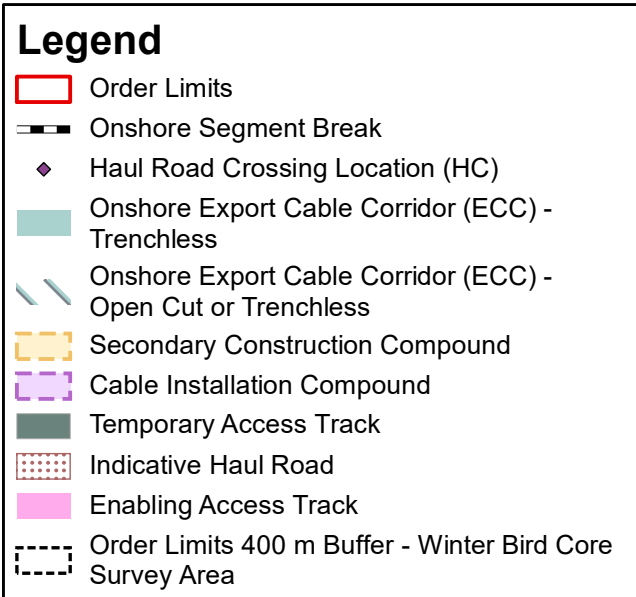 Legend
Order Limits
Onshore Segment Break
Haul Road Crossing Location (HC)
Onshore Export Cable Corridor (ECC) -
Trenchless
Onshore Export Cable Corridor (ECC) -
Open Cut or Trenchless
Secondary Construction Compound
Cable Installation Compound
Temporary Access Track
Indicative Haul Road
Enabling Access Track
Order Limits 400 m Buffer - Winter Bird Core
Survey Area